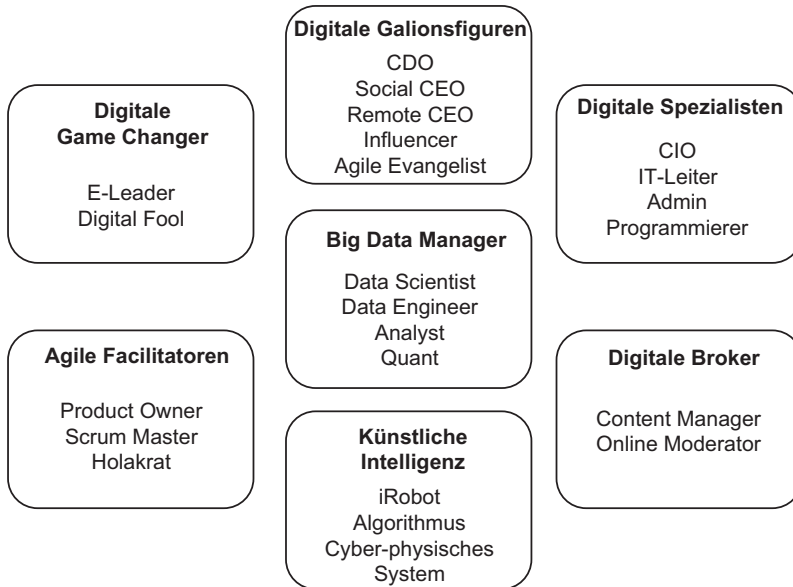 Digitale Galionsfiguren
CDO
Social CEO
Remote CEO
Influencer
Agile Evangelist
Digitale
Game Changer
E-Leader
Digital Fool
Digitale Spezialisten
CIO
IT-Leiter
Admin
Programmierer
Big Data Manager
Data Scientist
Data Engineer
Analyst
Quant
Agile Facilitatoren
Product Owner
Scrum Master
Holakrat
Digitale Broker
Content Manager
Online Moderator
Künstliche
Intelligenz
iRobot
Algorithmus
Cyber-physisches
System